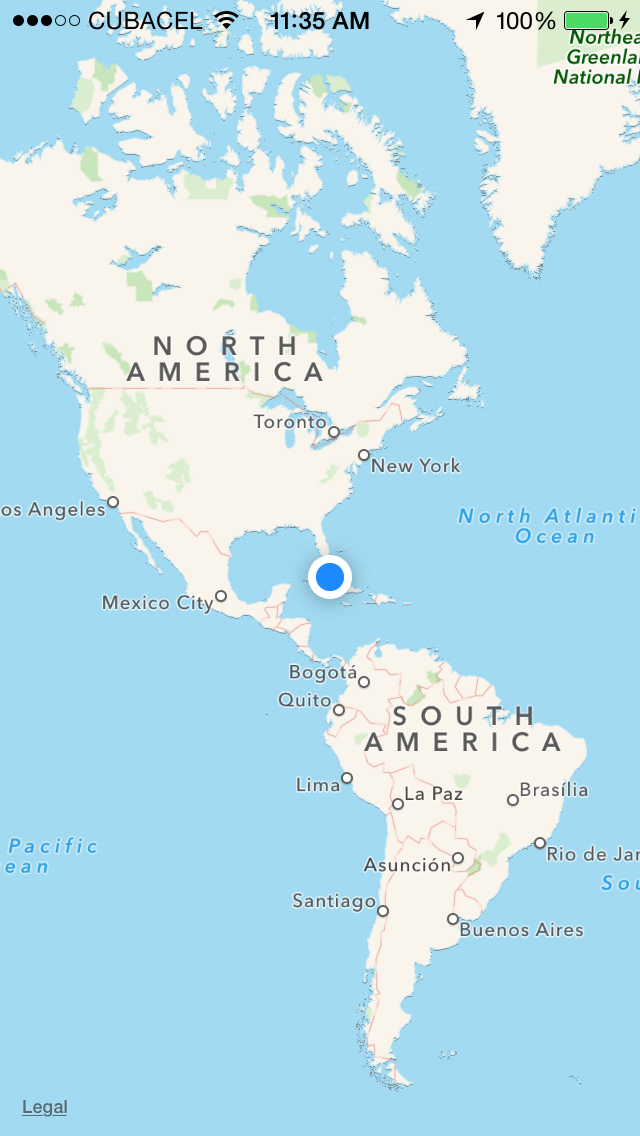 CUBACEL 11:35 AM 100%
Northea
Greenla
National
NORTH
AMERICA
Toronto
New York
os Angeles
North Atlanti
Ocean
Mexico City
Bogotá
Quito
SOUTH
AMERICA
Lima
La Paz
Brasília
Pacific
ean
Rio de Jar
Asunción
Sou
Santiago
Buenos Aires
Legal